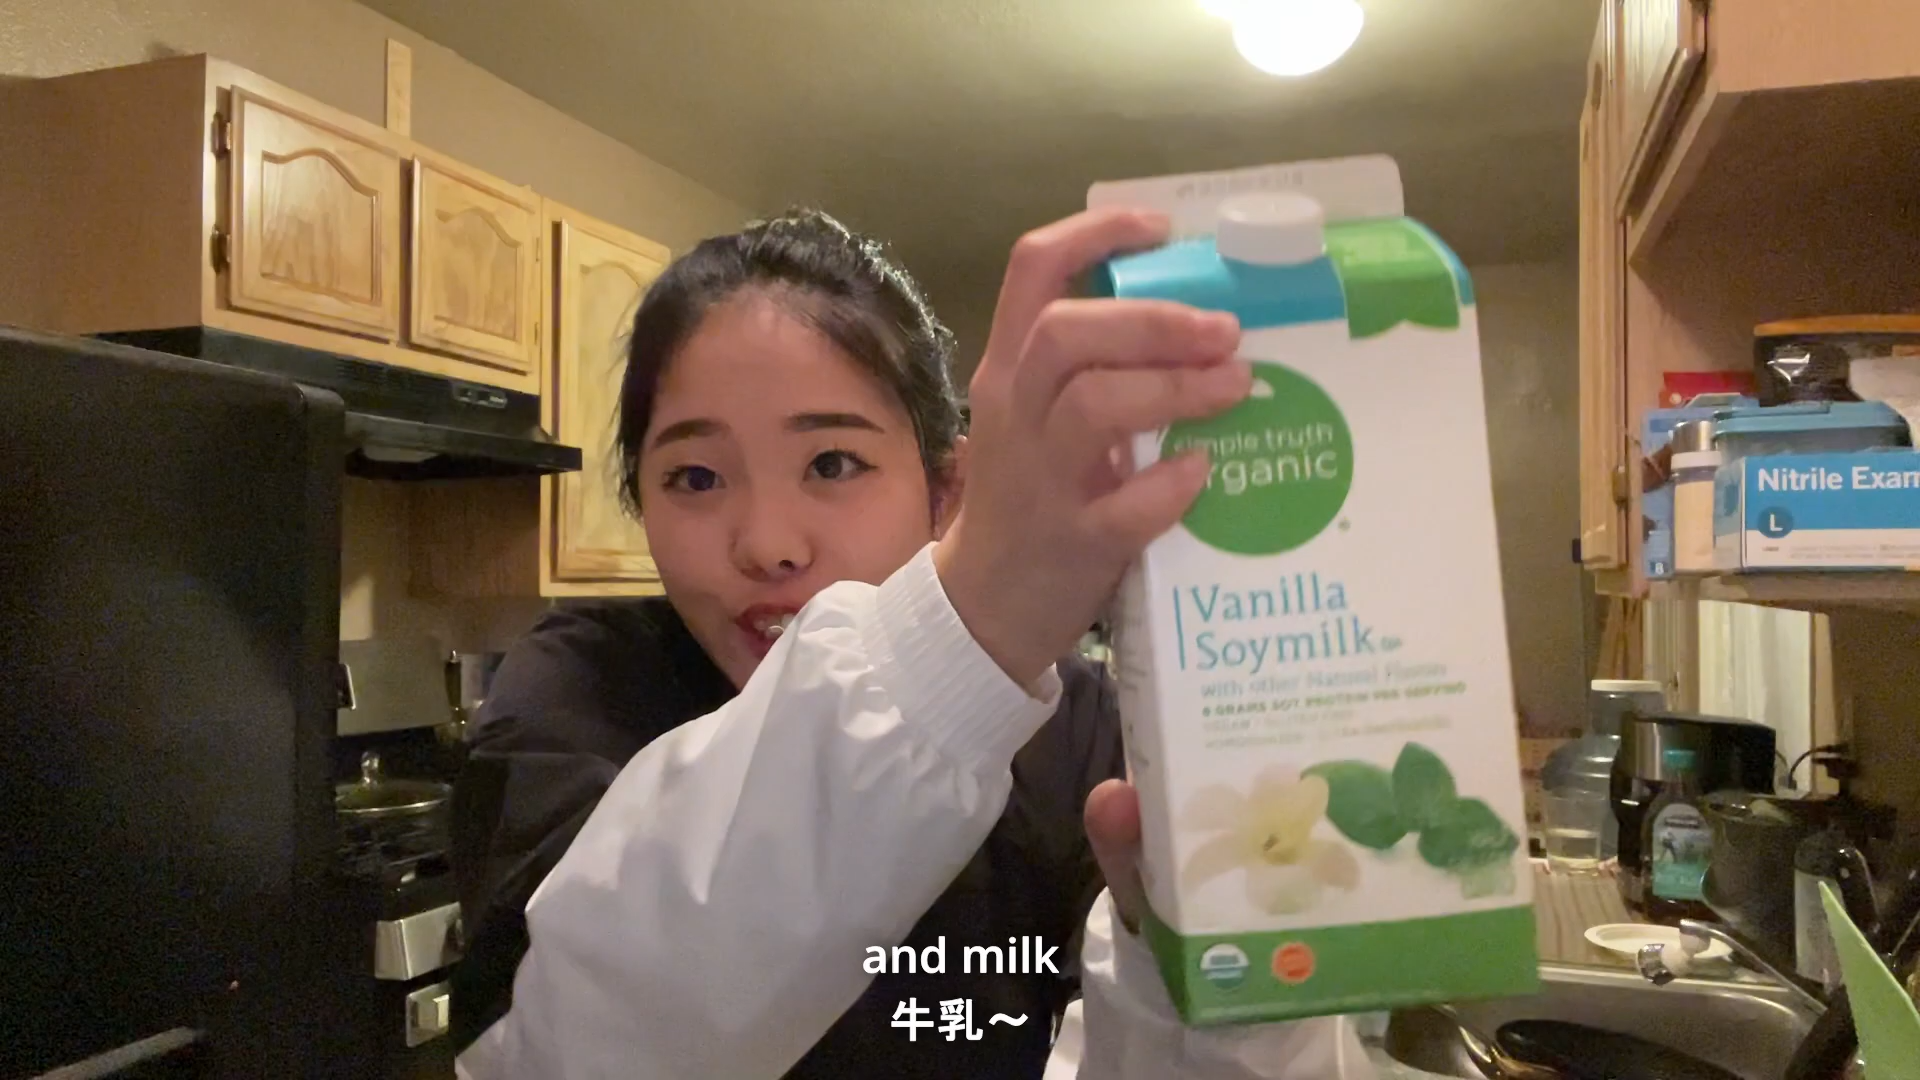 simple truth
organic
Vanilla
Soymilk
with other Natural Flavors
6 GRAMS SOY PROTEIN PER SERVING
Nitrile Exam
L
8
and milk
牛乳〜